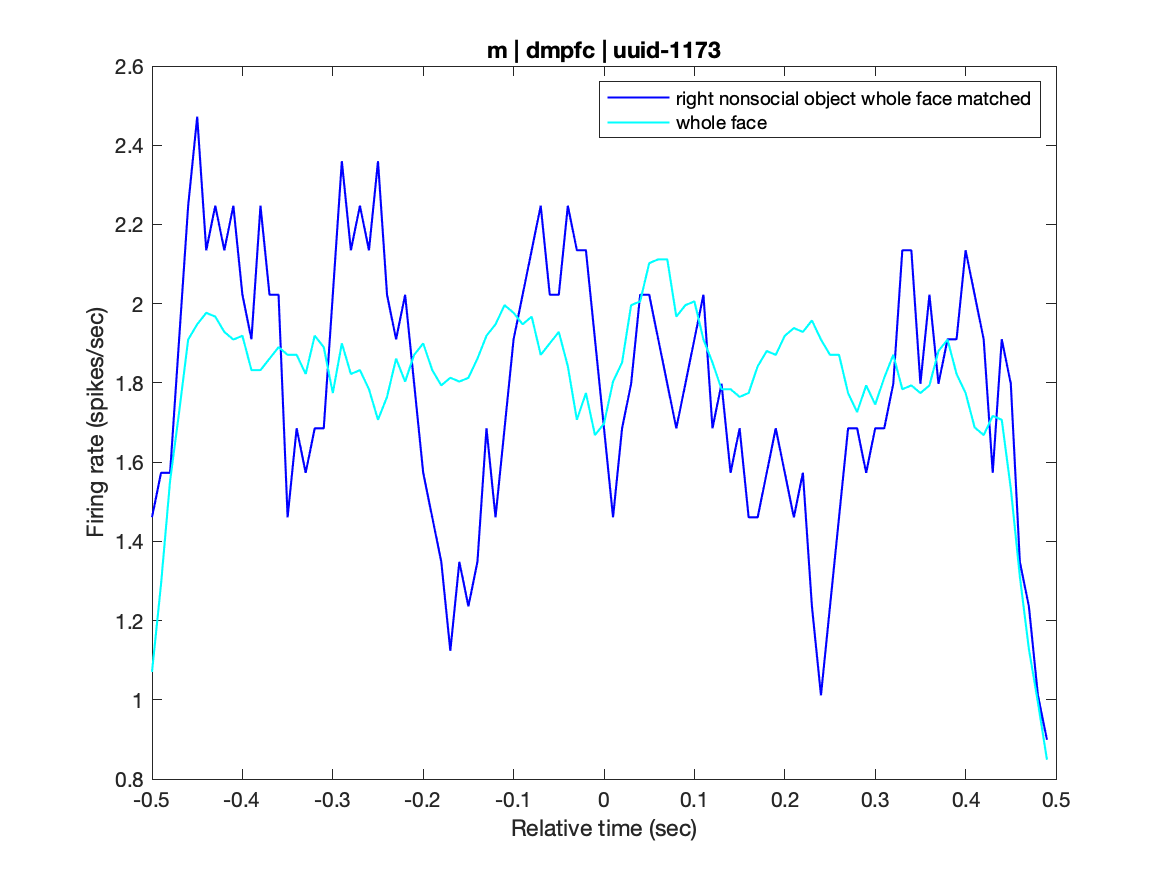 m | dmpfc | uuid-1173
right nonsocial object whole face matched
whole face
Firing rate (spikes/sec)
2.6
2.4
2.2
2
1.8
1.6
1.4
1.2
1
0.8
-0.5 -0.4 -0.3 -0.2 -0.1 0 0.1 0.2 0.3 0.4 0.5
Relative time (sec)